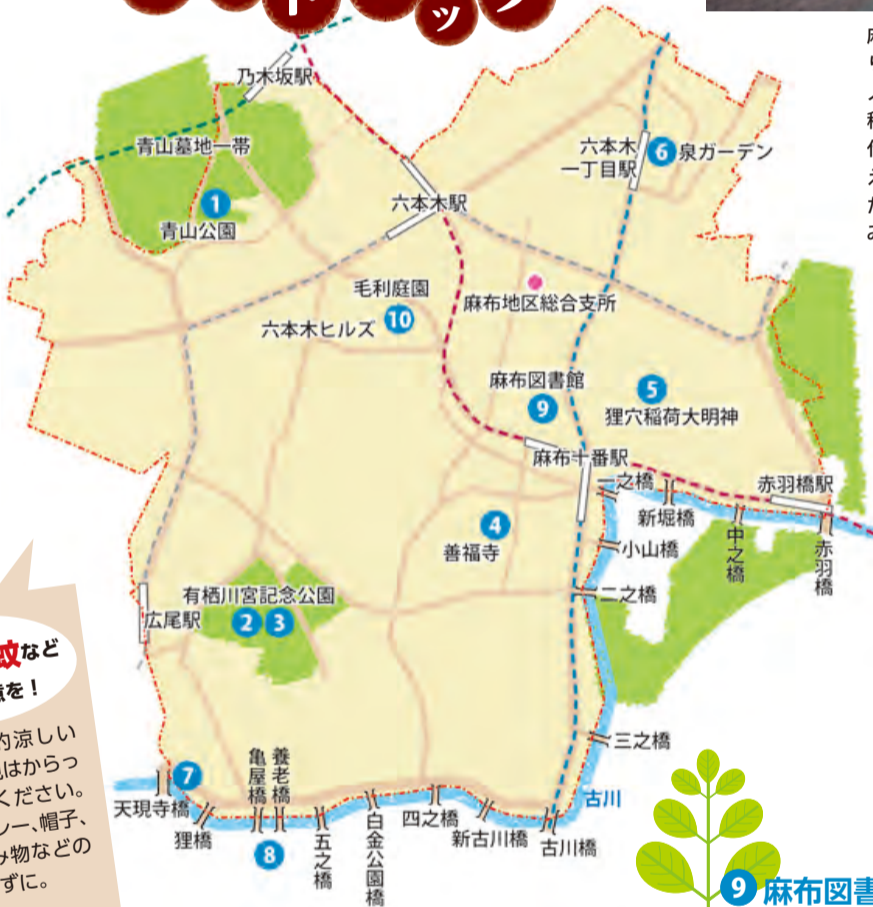 ッ
乃木坂駅
青山墓地一帯
1
青山公園
六本木駅
六本木
一丁目駅
6 泉ガーデン
毛利庭園
10
六本木ヒルズ
麻布地区総合支所
麻布図書館
9
5
狸穴稲荷大明神
麻布十番駅
一之橋
新堀橋
中之橋
赤羽橋駅
赤羽橋
4
善福寺
小山橋
二之橋
有栖川宮記念公園
2 3
広尾駅
三之橋
古川
7
天現寺橋
狸橋
亀屋橋
養老橋
8
五之橋
白金公園橋
四之橋
新古川橋
古川橋
蚊など
を!
的涼しい
はからっ
ください。
レー、帽子、
み物などの
ずに。
9 麻布図書